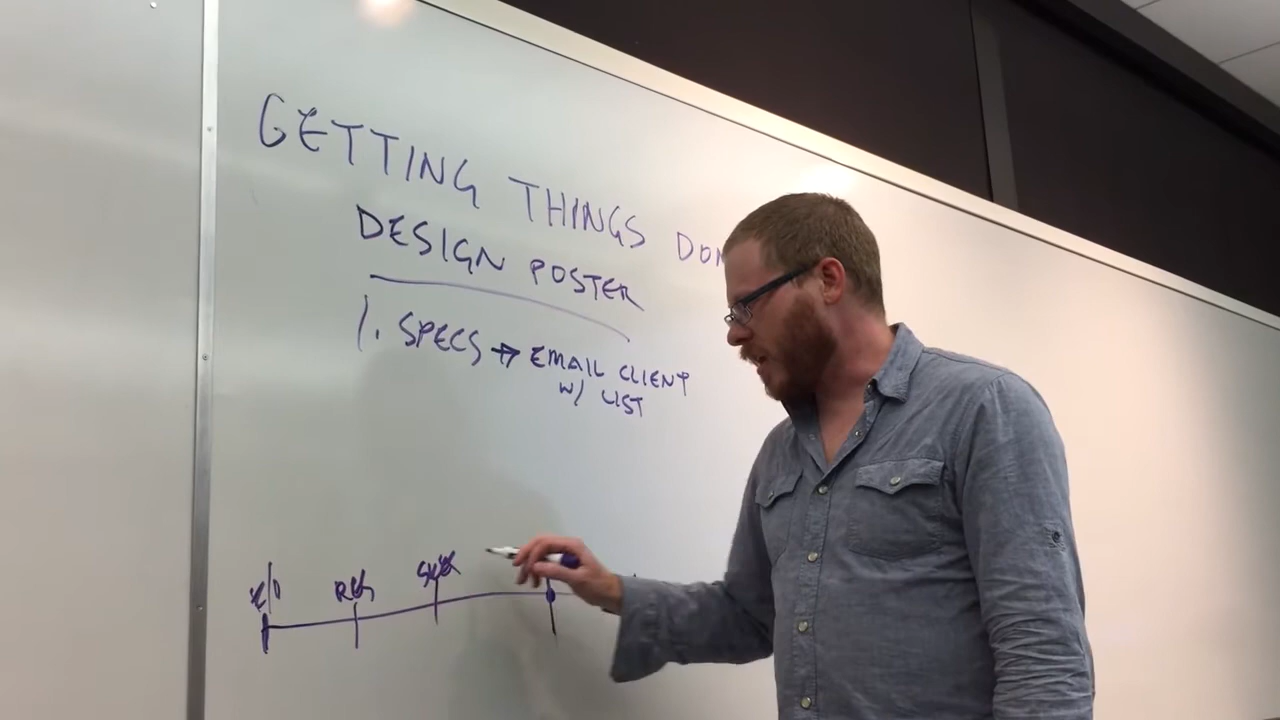 GETTING THINGS DON
DESIGN POSTER
1. SPECS → EMAIL CLIENT
W/ LIST